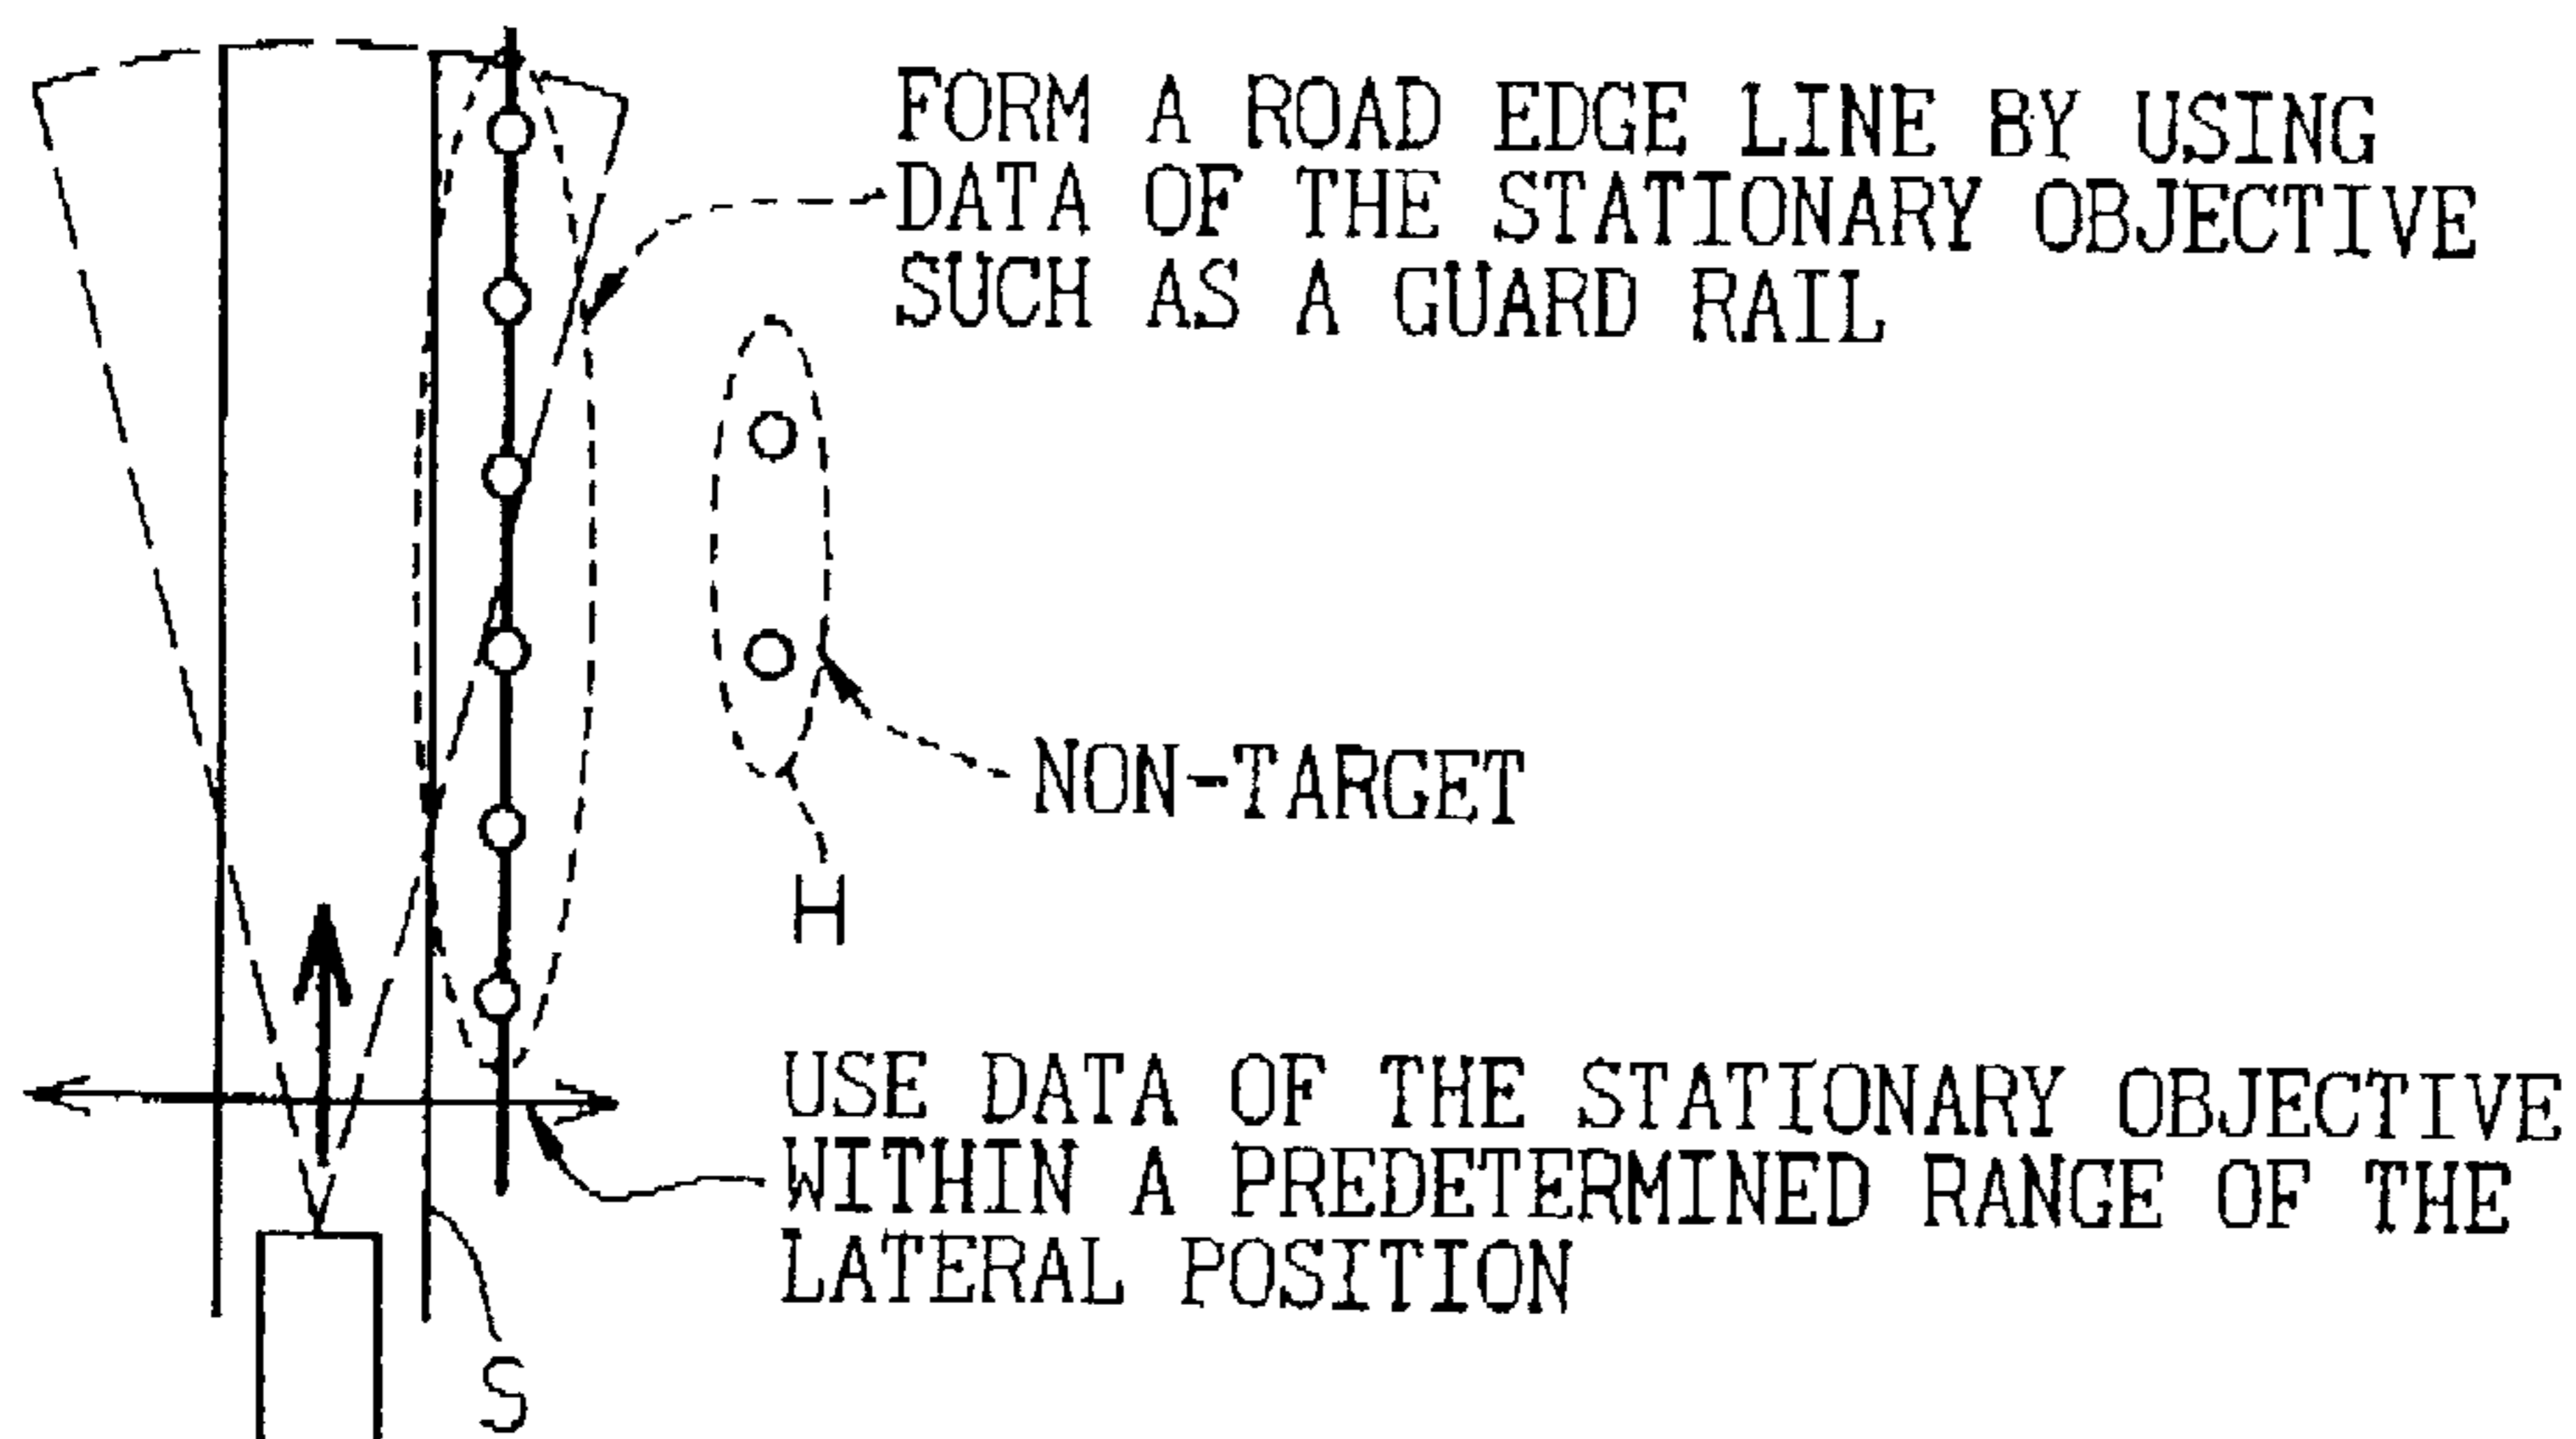 FORM A ROAD EDGE LINE BY USING
DATA OF THE STATIONARY OBJECTIVE
SUCH AS A GUARD RAIL
NON-TARGET
H
USE DATA OF THE STATIONARY OBJECTIVE
WITHIN A PREDETERMINED RANGE OF THE
LATERAL POSITION
S